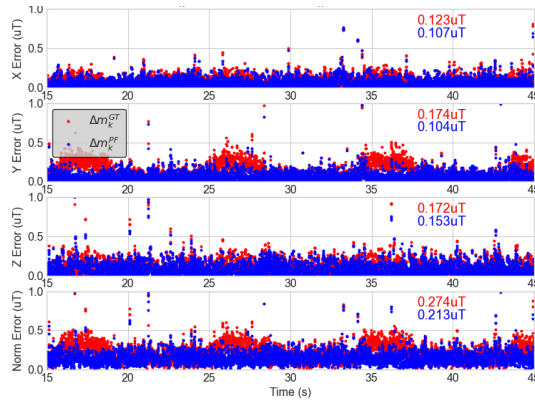 1.0
0.5
0.0
X Error (uT)
0.123uT
0.107uT
15 20 25 30 35 40 45
1.0
0.5
0.0
Y Error (uT)
Δm_K^GT
Δm_K^PF
0.174uT
0.104uT
15 20 25 30 35 40 45
1.0
0.5
0.0
Z Error (uT)
0.172uT
0.153uT
15 20 25 30 35 40 45
1.0
0.5
0.0
Norm Error (uT)
0.274uT
0.213uT
15 20 25 30 35 40 45
Time (s)